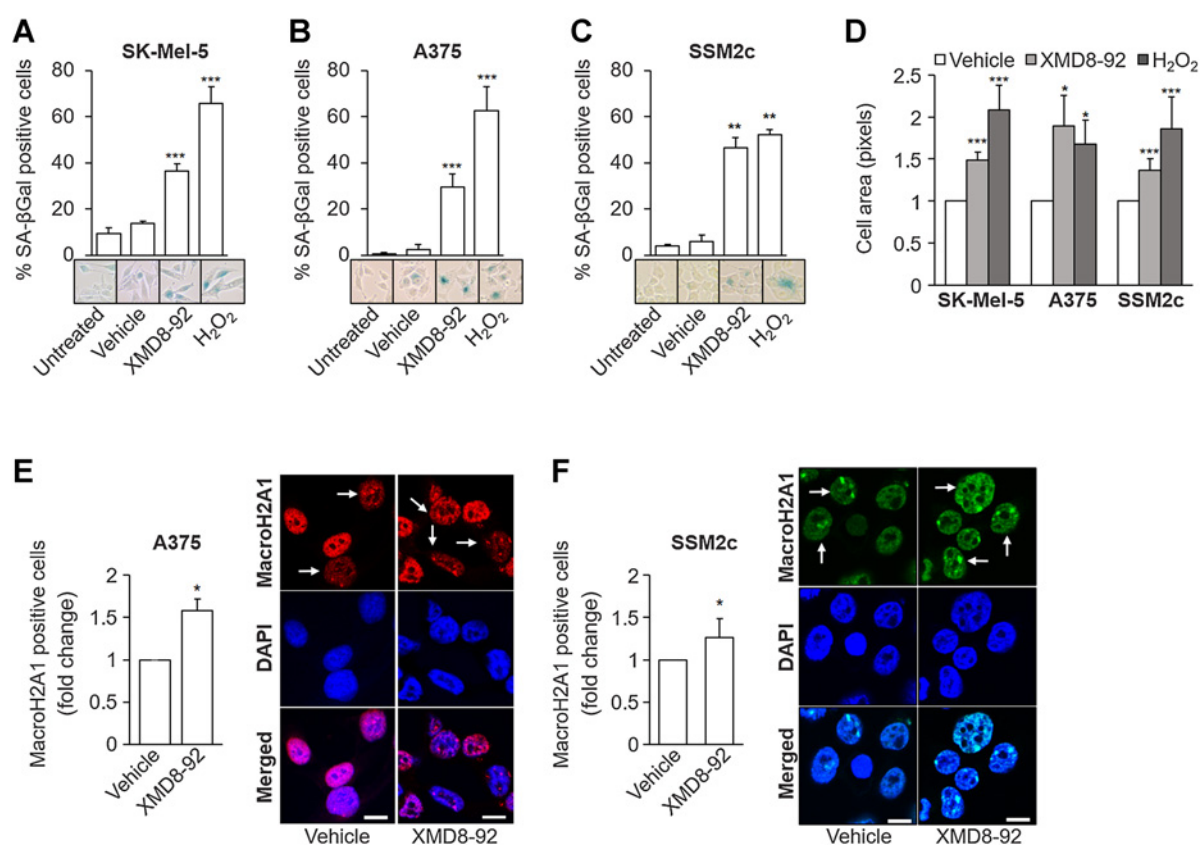 A
SK-Mel-5
% SA-βGal positive cells
80
60
40
20
0
***
***
Untreated
Vehicle
XMD8-92
H₂O₂
B
A375
% SA-βGal positive cells
80
60
40
20
0
***
***
Untreated
Vehicle
XMD8-92
H₂O₂
C
SSM2c
% SA-βGal positive cells
80
60
40
20
0
**
**
Untreated
Vehicle
XMD8-92
H₂O₂
D
Vehicle XMD8-92 H₂O₂
Cell area (pixels)
2.5
2
1.5
1
0.5
0
***
***
*
*
***
***
SK-Mel-5 A375 SSM2c
E
A375
MacroH2A1 positive cells
(fold change)
2
1.5
1
0.5
0
*
Vehicle
XMD8-92
MacroH2A1
DAPI
Merged
Vehicle XMD8-92
F
SSM2c
MacroH2A1 positive cells
(fold change)
2
1.5
1
0.5
0
*
Vehicle
XMD8-92
MacroH2A1
DAPI
Merged
Vehicle XMD8-92